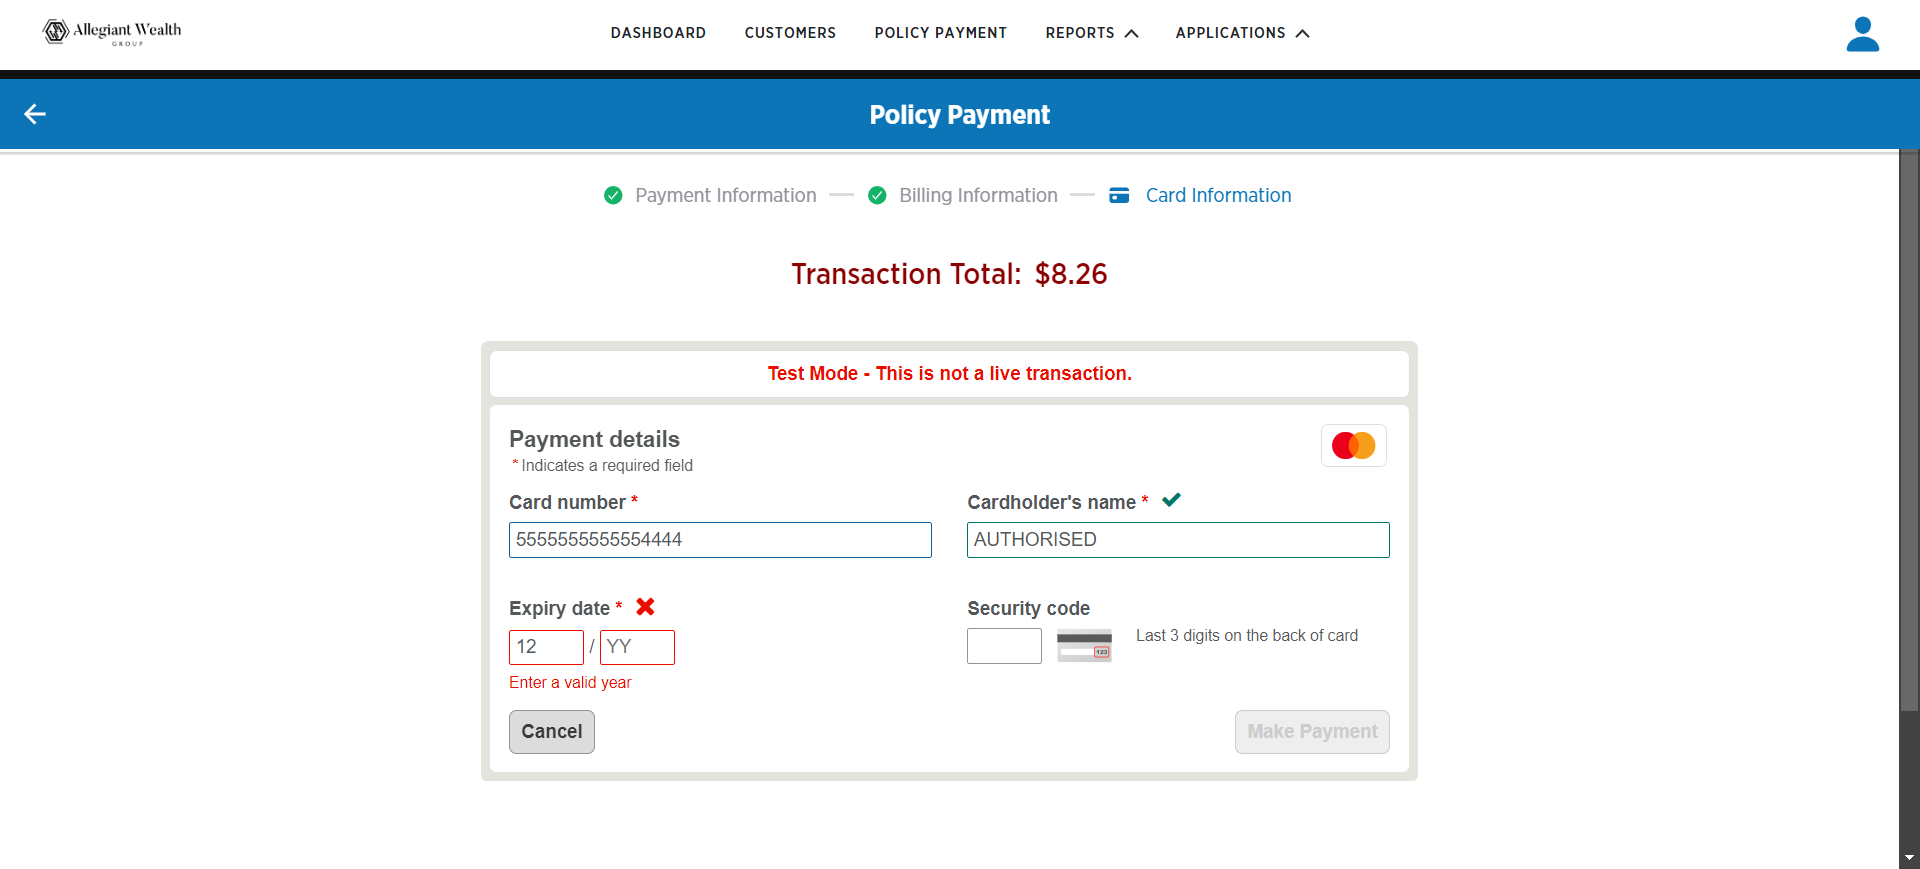 Allegiant Wealth
GROUP
DASHBOARD CUSTOMERS POLICY PAYMENT REPORTS APPLICATIONS
Policy Payment
Payment Information Billing Information Card Information
Transaction Total: $8.26
Test Mode - This is not a live transaction.
Payment details
* Indicates a required field
Card number * Cardholder's name *
5555555555554444 AUTHORISED
Expiry date * Security code
12 / YY Last 3 digits on the back of card
123
Enter a valid year
Cancel Make Payment